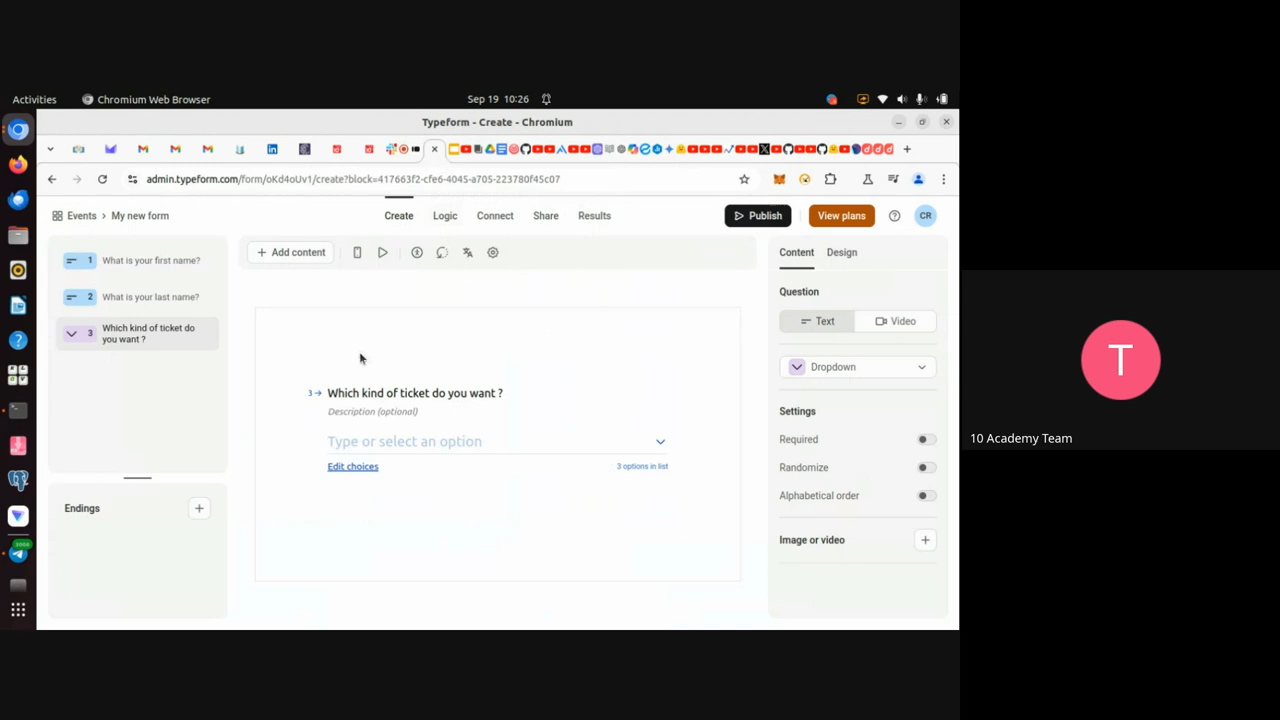 Activities
Chromium Web Browser
Sep 19 10:26
Typeform - Create - Chromium
admin.typeform.com/form/oKd4oUv1/create?block=417663f2-cfe6-4045-a705-223780f45c07
Events > My new form
Create
Logic
Connect
Share
Results
Publish
View plans
CR
1 What is your first name?
2 What is your last name?
3 Which kind of ticket do
you want ?
Endings
+ Add content
3 → Which kind of ticket do you want ?
Description (optional)
Type or select an option
Edit choices
3 options in list
Content
Design
Question
Text
Video
Dropdown
Settings
Required
Randomize
Alphabetical order
Image or video
T
10 Academy Team